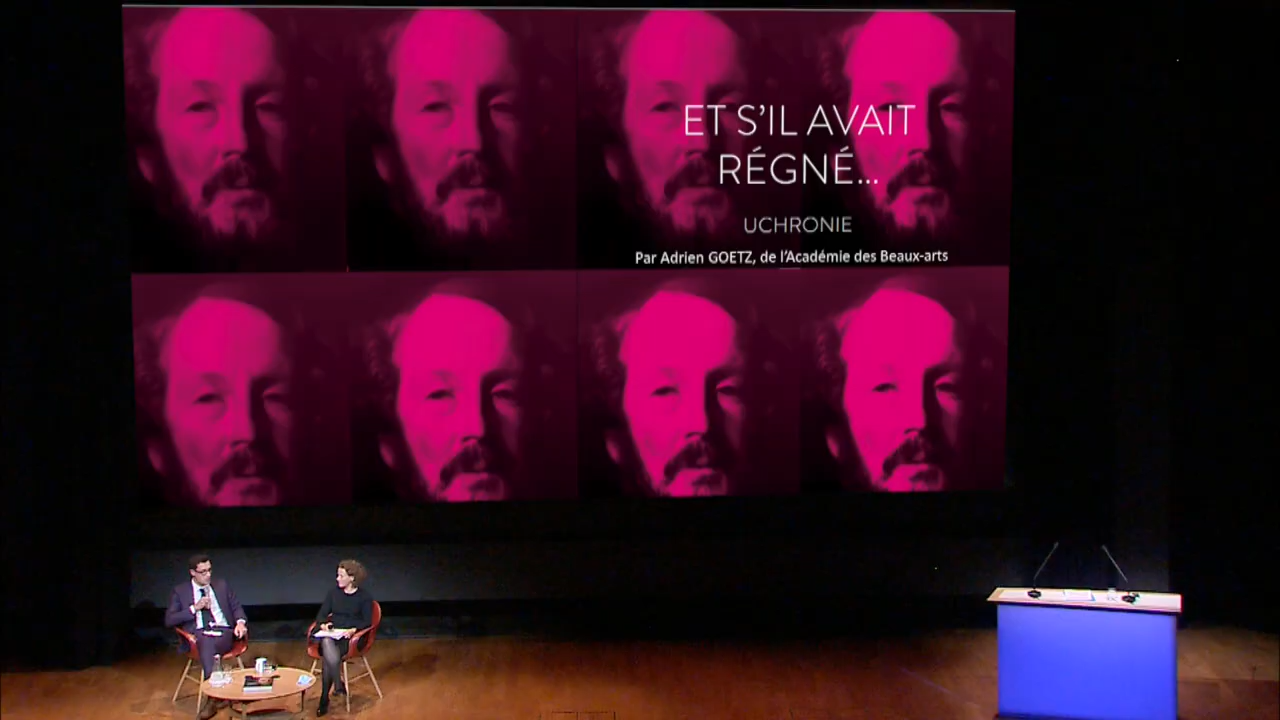 ET S'IL AVAIT
RÉGNÉ...
UCHRONIE
Par Adrien GOETZ, de l'Académie des Beaux-arts